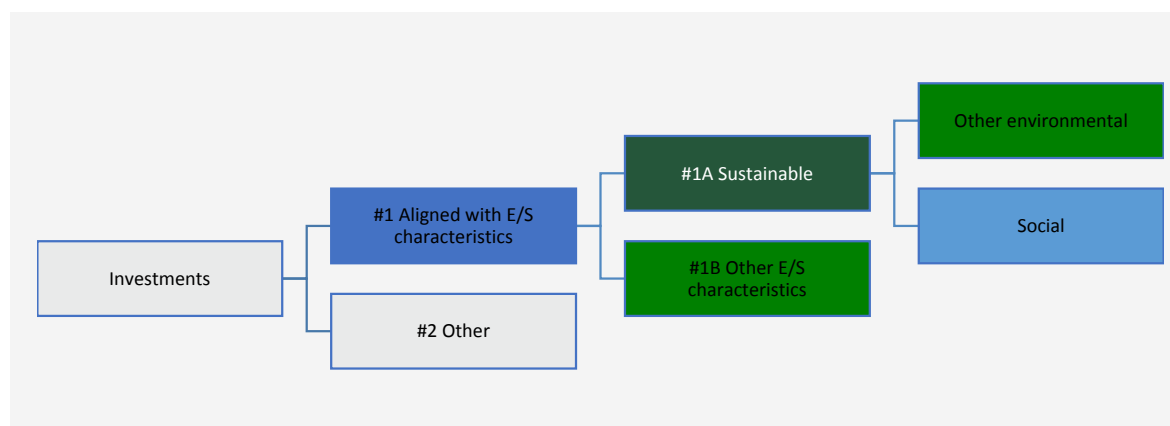 Investments
#1 Aligned with E/S
characteristics
#2 Other
#1A Sustainable
#1B Other E/S
characteristics
Other environmental
Social